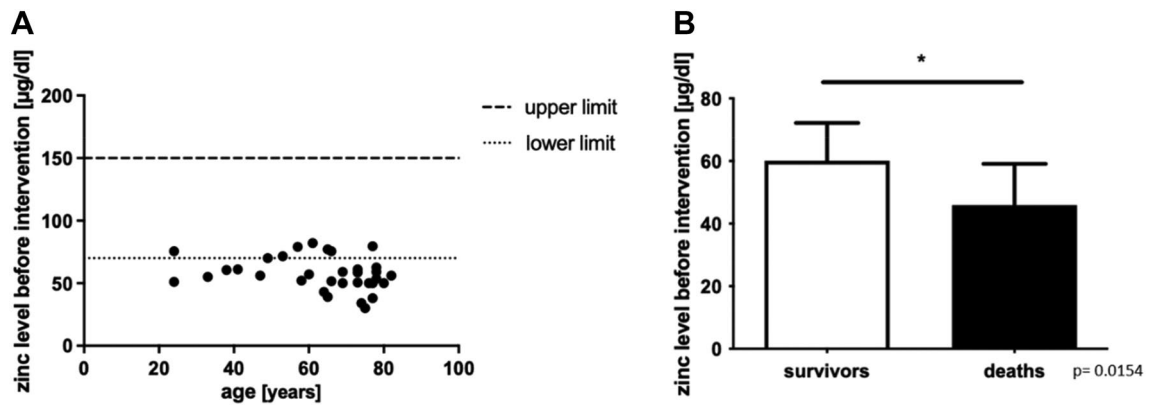 A
zinc level before intervention [µg/dl]
200
150
100
50
0
0 20 40 60 80 100
age [years]
upper limit
lower limit
B
zinc level before intervention [µg/dl]
*
80
60
40
20
0
survivors deaths p= 0.0154